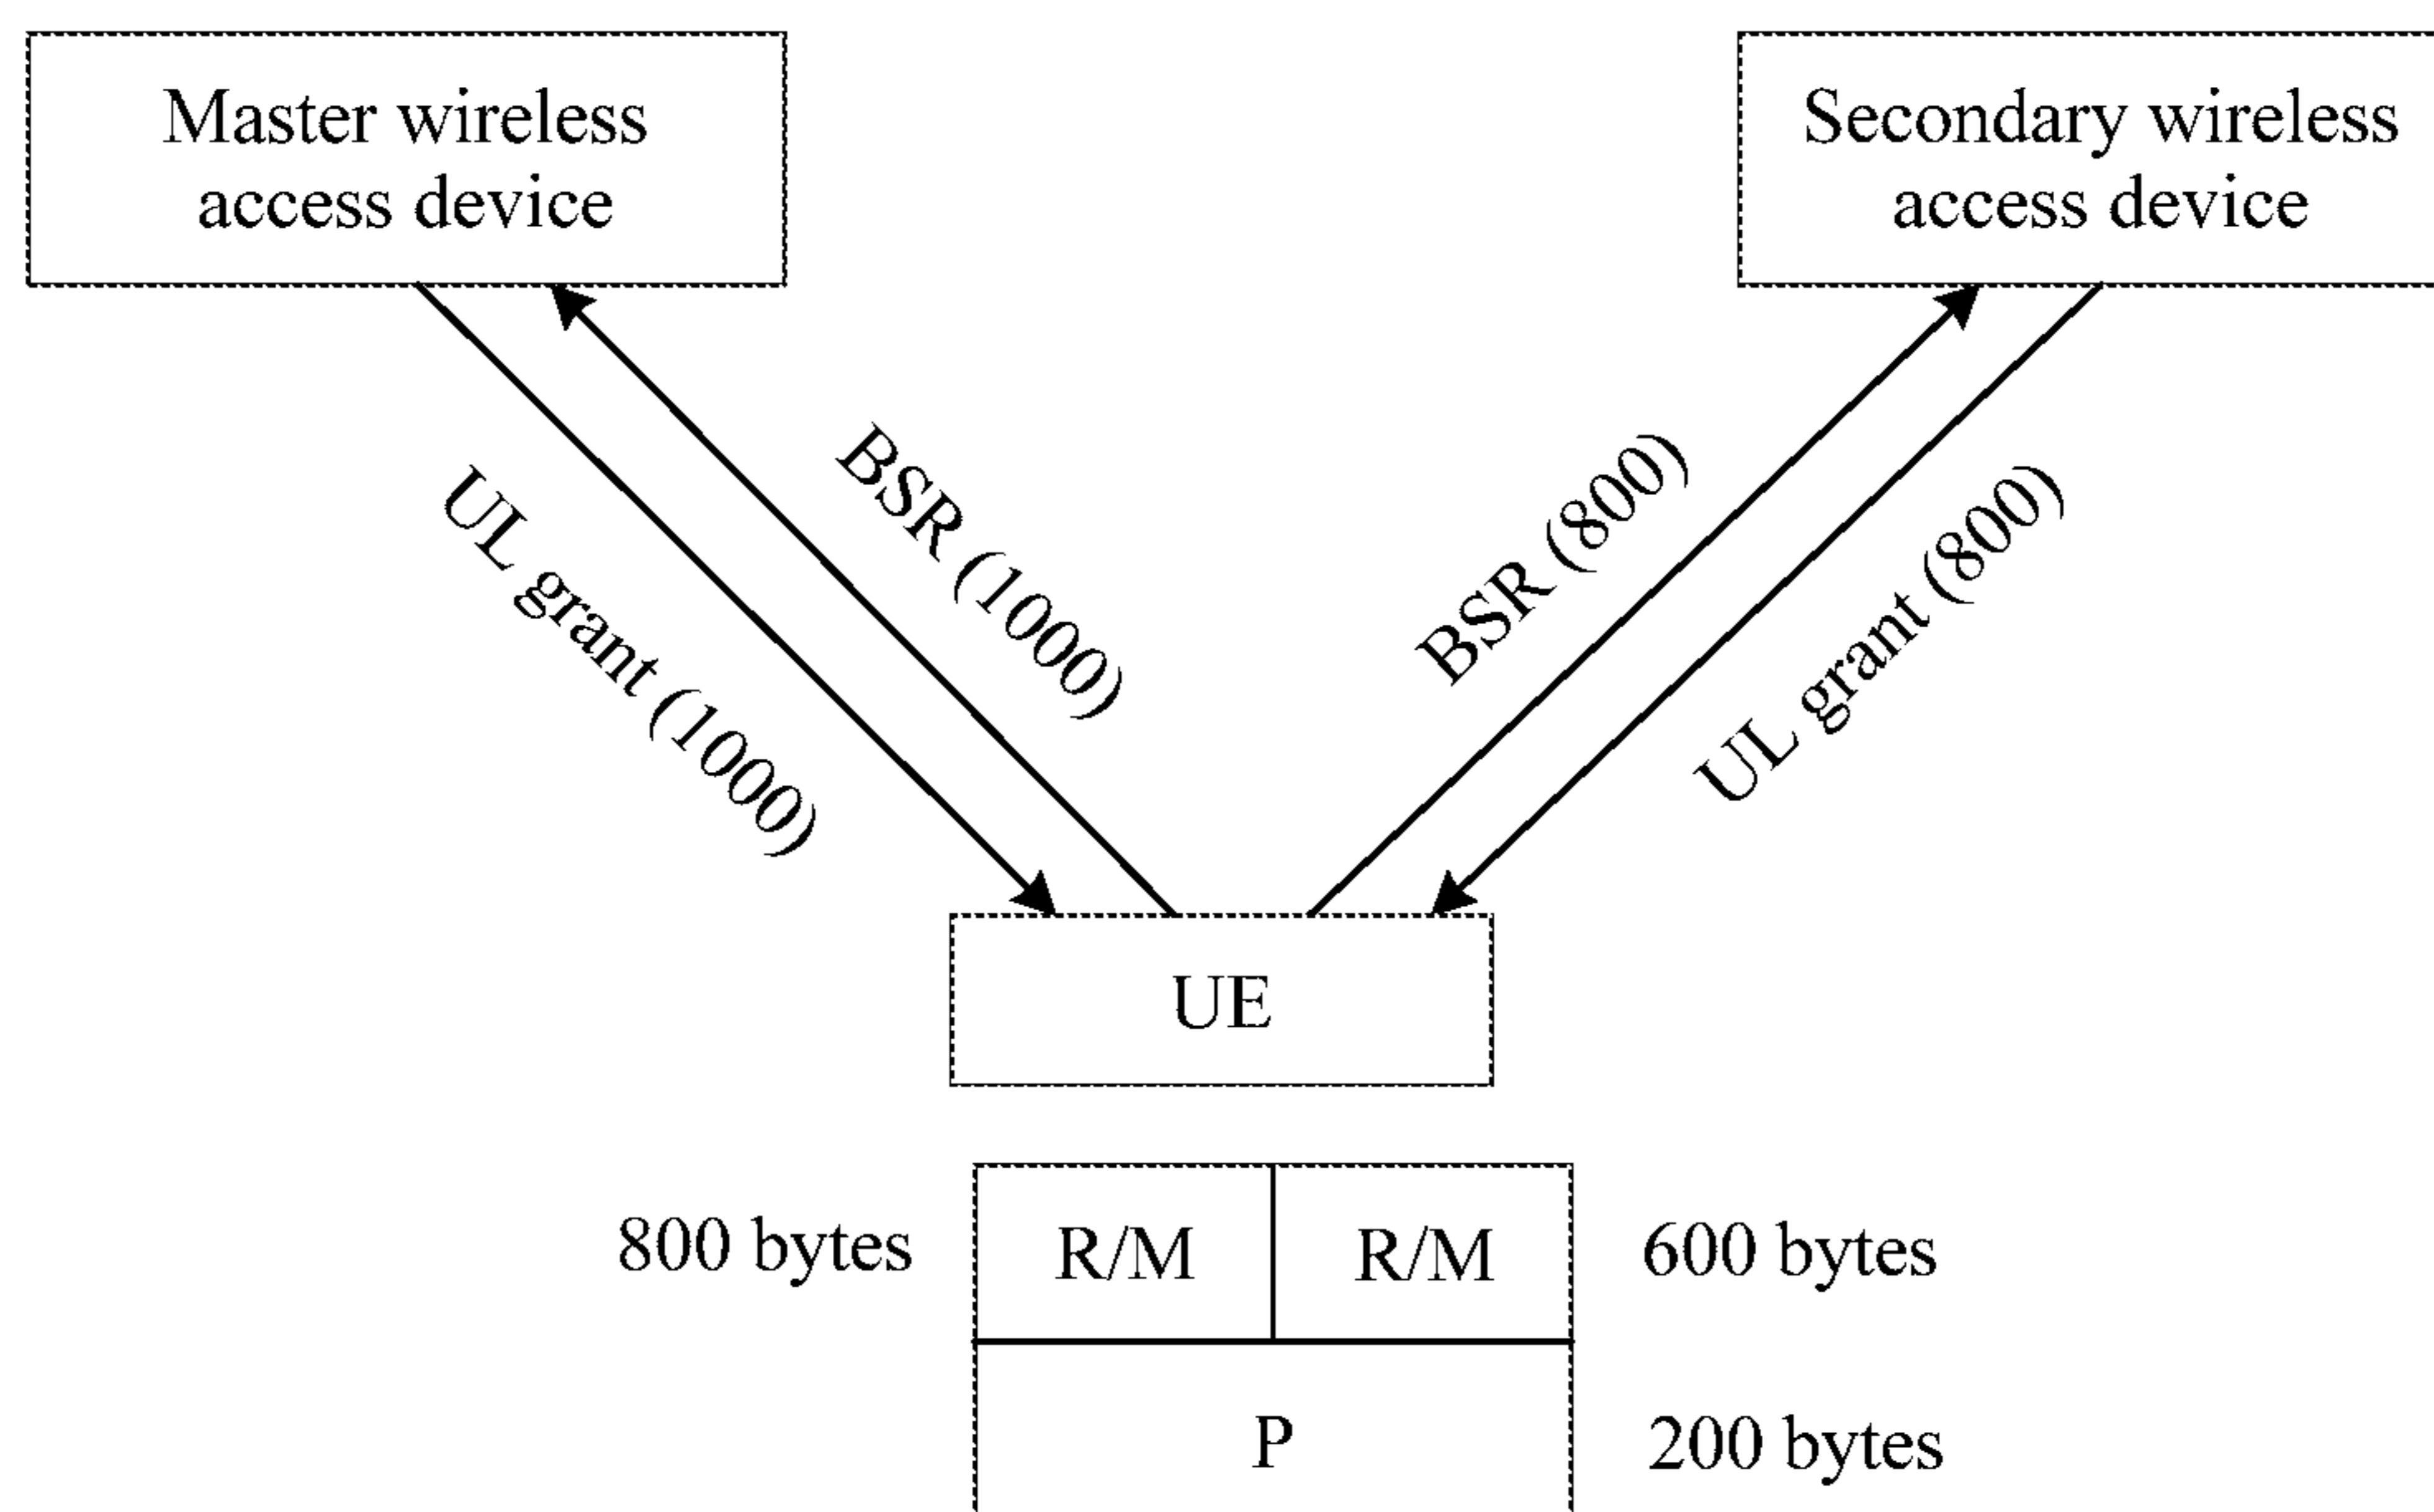 Master wireless
access device
Secondary wireless
access device
UL grant (1000)
BSR (1000)
BSR (800)
UL grant (800)
UE
800 bytes
R/M
R/M
600 bytes
P
200 bytes